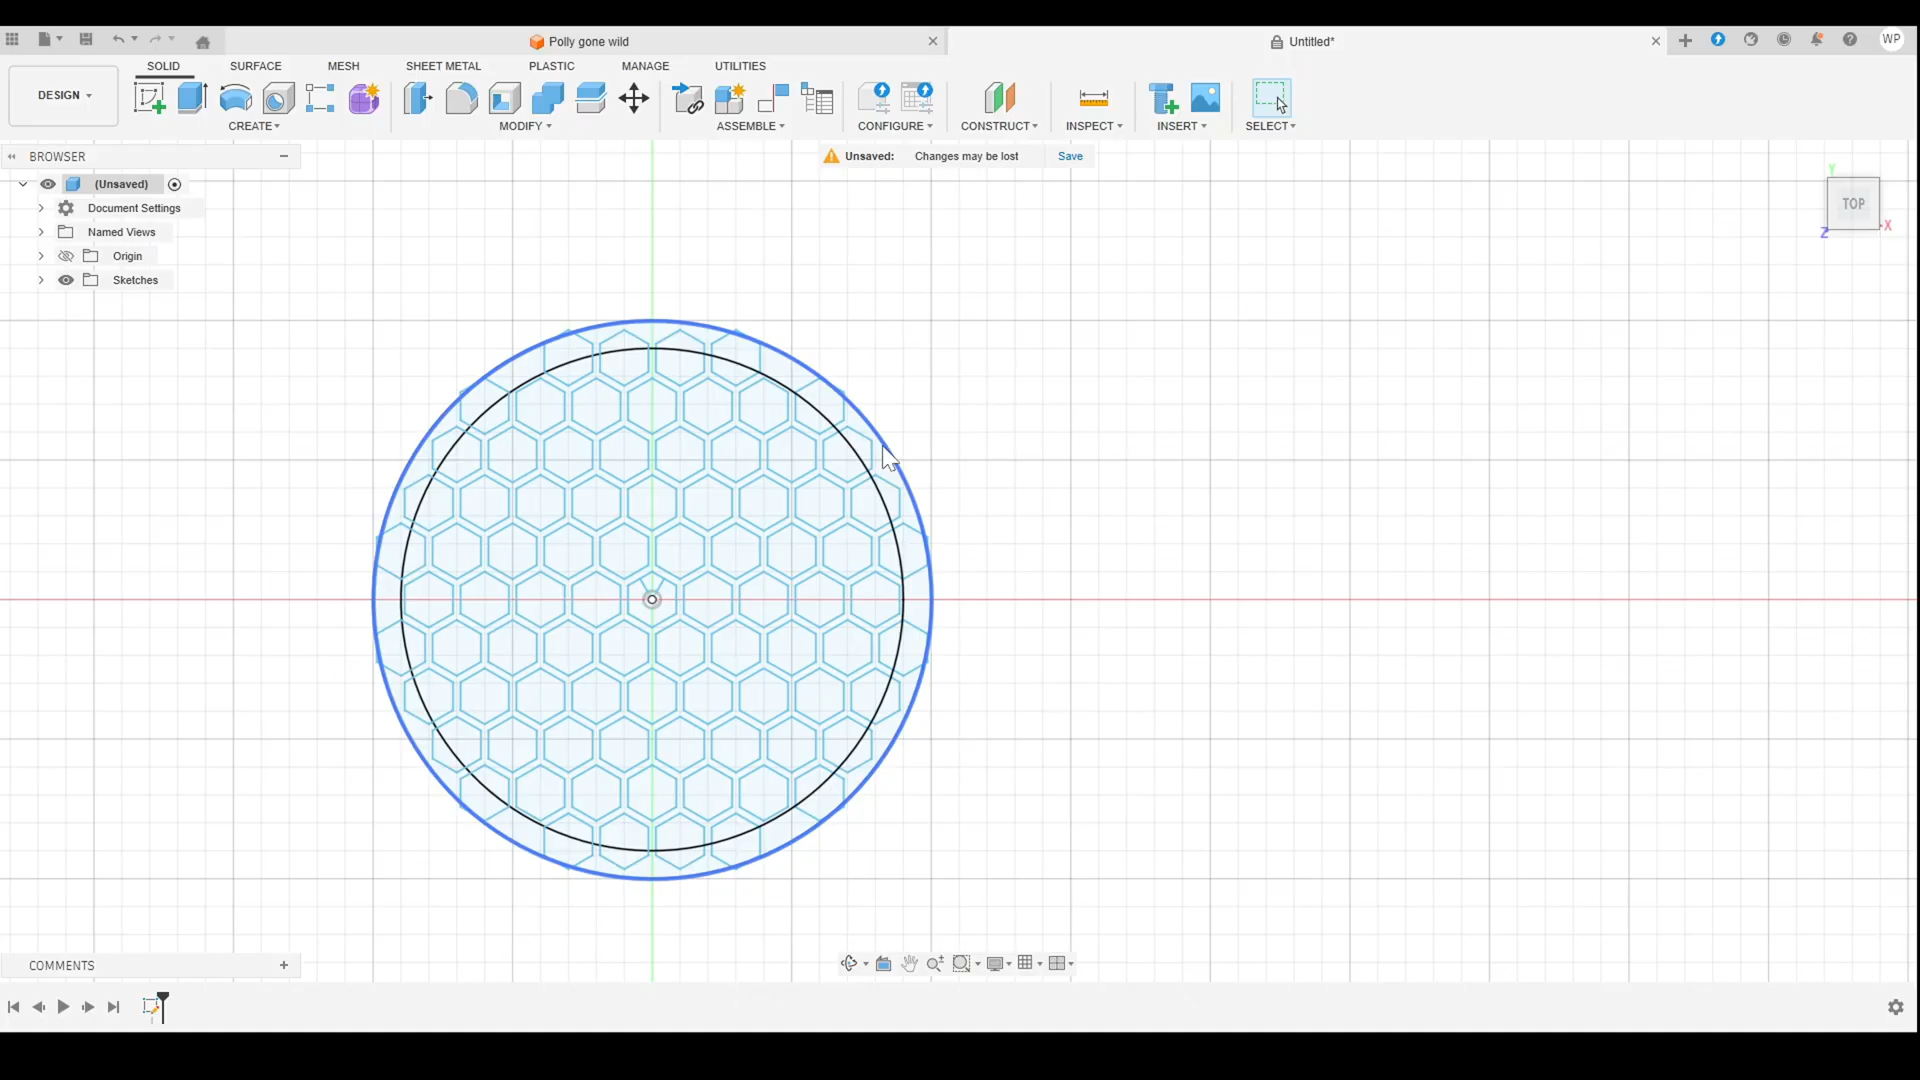 Polly gone wild
Untitled*
WP
DESIGN
SOLID SURFACE MESH SHEET METAL PLASTIC MANAGE UTILITIES
CREATE MODIFY ASSEMBLE CONFIGURE CONSTRUCT INSPECT INSERT SELECT
BROWSER
Unsaved: Changes may be lost Save
(Unsaved)
Document Settings
Named Views
Origin
Sketches
Y
TOP
X
Z
COMMENTS